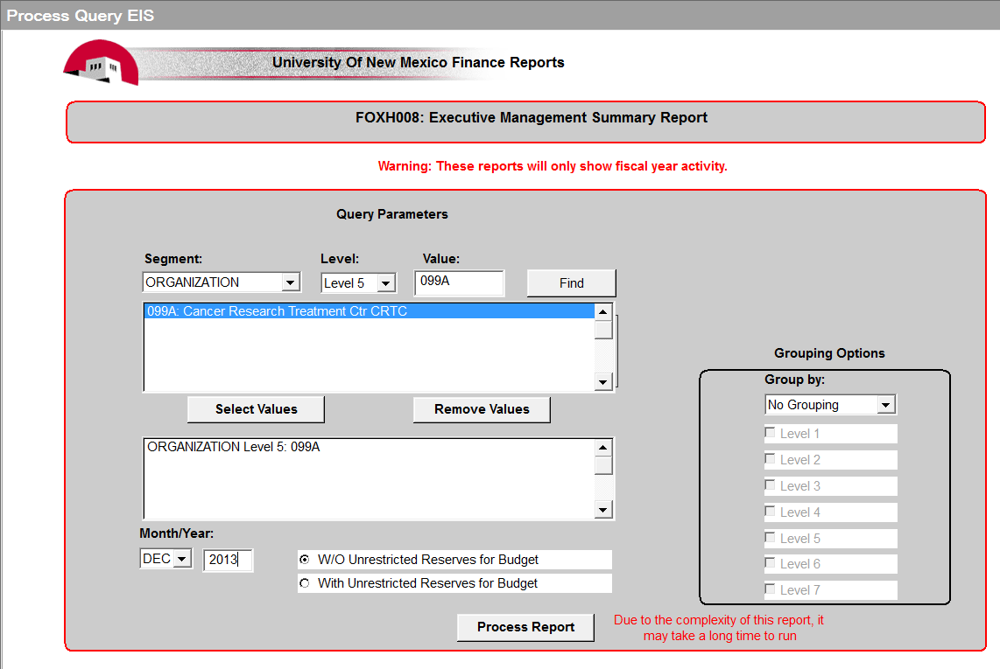 Process Query EIS
University Of New Mexico Finance Reports
FOXH008: Executive Management Summary Report
Warning: These reports will only show fiscal year activity.
Query Parameters
Segment: Level: Value:
ORGANIZATION Level 5 099A Find
099A: Cancer Research Treatment Ctr CRTC
Select Values Remove Values
ORGANIZATION Level 5: 099A
Month/Year:
DEC 2013
W/O Unrestricted Reserves for Budget
With Unrestricted Reserves for Budget
Process Report
Grouping Options
Group by:
No Grouping
Level 1
Level 2
Level 3
Level 4
Level 5
Level 6
Level 7
Due to the complexity of this report, it
may take a long time to run